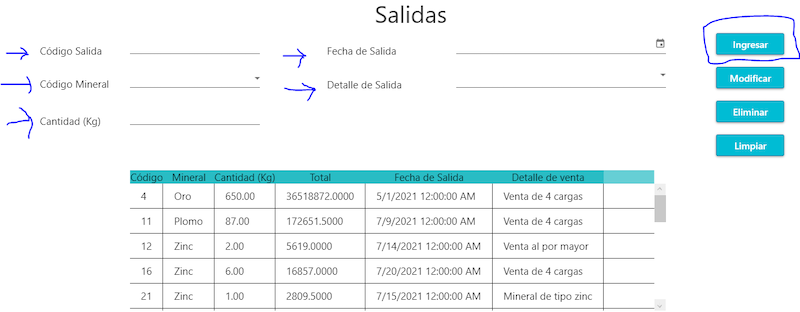 Salidas
Código Salida
Fecha de Salida
Ingresar
Código Mineral
Detalle de Salida
Modificar
Cantidad (Kg)
Eliminar
Limpiar
Código Mineral Cantidad (Kg) Total Fecha de Salida Detalle de venta
4 Oro 650.00 36518872.0000 5/1/2021 12:00:00 AM Venta de 4 cargas
11 Plomo 87.00 172651.5000 7/9/2021 12:00:00 AM Venta de 4 cargas
12 Zinc 2.00 5619.0000 7/14/2021 12:00:00 AM Venta al por mayor
16 Zinc 6.00 16857.0000 7/20/2021 12:00:00 AM Venta de 4 cargas
21 Zinc 1.00 2809.5000 7/15/2021 12:00:00 AM Mineral de tipo zinc